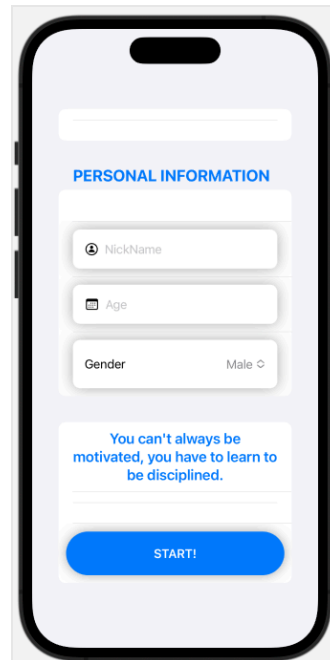 PERSONAL INFORMATION
NickName
Age
Gender Male
You can't always be
motivated, you have to learn to
be disciplined.
START!